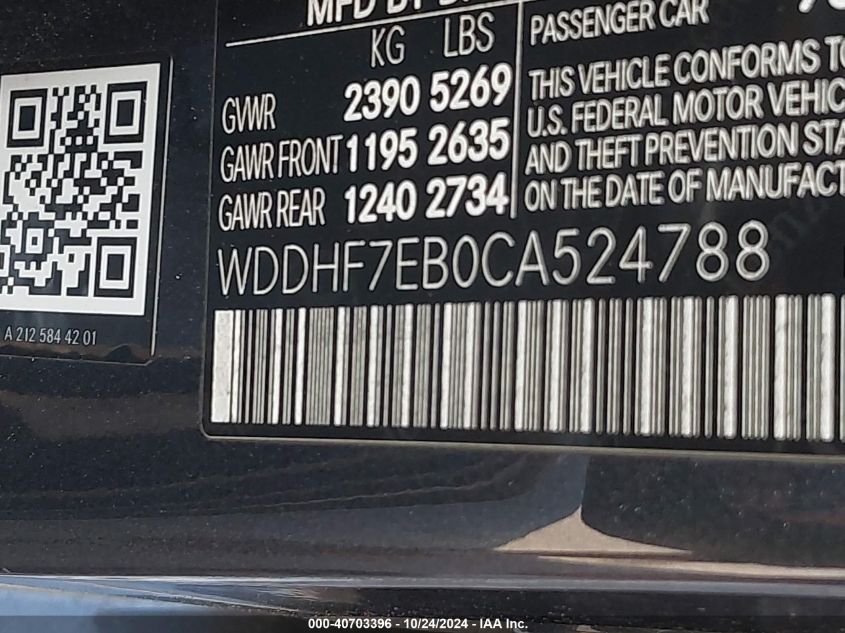 MFD BY
KG LBS
GVWR 2390 5269
GAWR FRONT 1195 2635
GAWR REAR 1240 2734
PASSENGER CAR
THIS VEHICLE CONFORMS TO
U.S. FEDERAL MOTOR VEHIC
AND THEFT PREVENTION STA
ON THE DATE OF MANUFACT
WDDHF7EB0CA524788
A 212 584 42 01
000-40703396 - 10/24/2024 - IAA Inc.